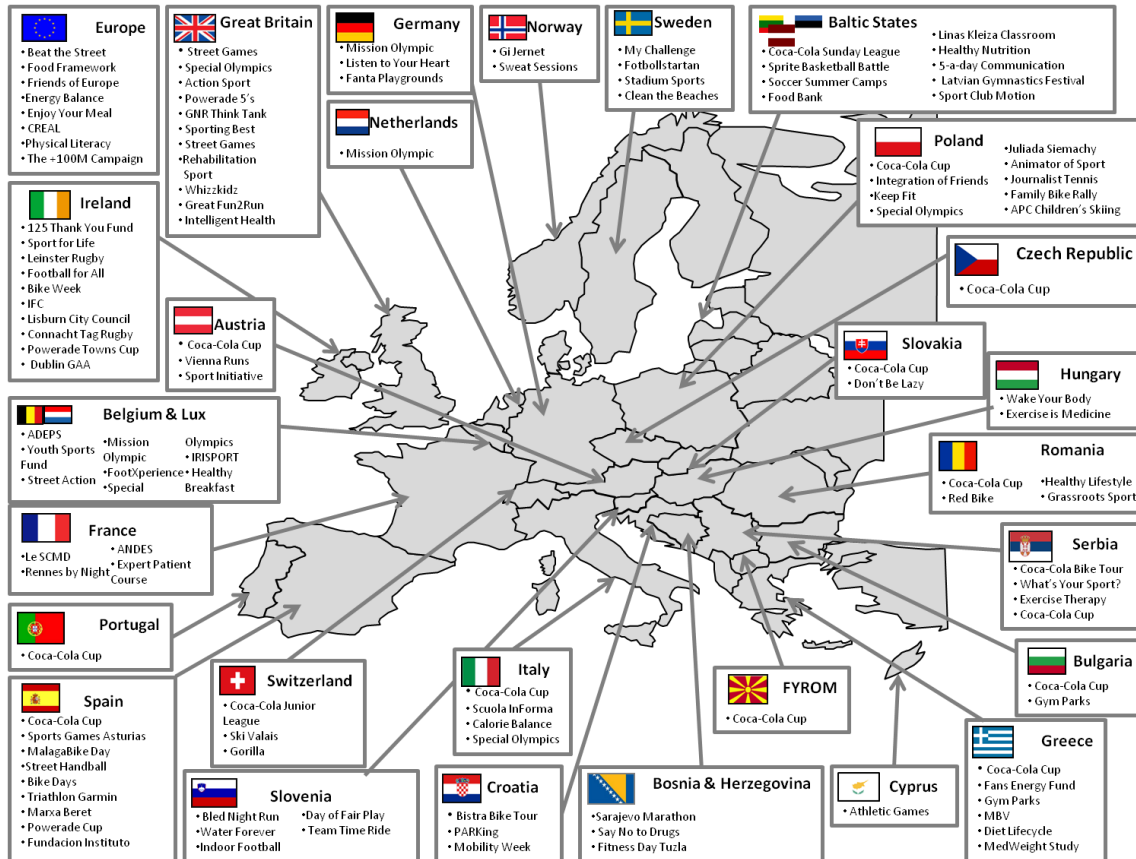 Europe
• Beat the Street
• Food Framework
• Friends of Europe
•Energy Balance
• Enjoy Your Meal
• CREAL
•Physical Literacy
• The +100M Campaign
Great Britain
• Street Games
• Special Olympics
• Action Sport
• Powerade 5's
• GNR Think Tank
• Sporting Best
• Street Games
•Rehabilitation
Sport
• Whizzkidz
• Great Fun2Run
• Intelligent Health
Germany
• Mission Olympic
• Listen to Your Heart
• Fanta Playgrounds
Norway
• GiJernet
• Sweat Sessions
Sweden
• My Challenge
• Fotbollstartan
• Stadium Sports
• Clean the Beaches
Baltic States
• Coca-Cola Sunday League
• Sprite Basketball Battle
• Soccer Summer Camps
• Food Bank
• Linas Kleiza Classroom
• Healthy Nutrition
• 5-a-day Communication
• Latvian Gymnastics Festival
• Sport Club Motion
Netherlands
• Mission Olympic
Poland
• Coca-Cola Cup
• Integration of Friends
•Keep Fit
• Special Olympics
• Juliada Siemachy
• Animator of Sport
• Journalist Tennis
• Family Bike Rally
• APC Children's Skiing
Ireland
• 125 Thank You Fund
• Sport for Life
• Leinster Rugby
• Football for All
• Bike Week
• IFC
• Lisburn City Council
• Connacht Tag Rugby
• Powerade Towns Cup
• Dublin GAA
Czech Republic
• Coca-Cola Cup
Austria
• Coca-Cola Cup
• Vienna Runs
• Sport Initiative
Slovakia
• Coca-Cola Cup
• Don't Be Lazy
Hungary
• Wake Your Body
• Exercise is Medicine
Belgium & Lux
• ADEPS
• Youth Sports
Fund
• Street Action
•Mission
Olympic
•FootXperience
•Special
Olympics
• IRISPORT
• Healthy
Breakfast
Romania
• Coca-Cola Cup
• Red Bike
•Healthy Lifestyle
• Grassroots Sport
France
•Le SCMD
•Rennes by Night
• ANDES
• Expert Patient
Course
Serbia
• Coca-Cola Bike Tour
• What's Your Sport?
• Exercise Therapy
• Coca-Cola Cup
Portugal
• Coca-Cola Cup
Bulgaria
• Coca-Cola Cup
• Gym Parks
Switzerland
• Coca-Cola Junior
League
• Ski Valais
• Gorilla
Italy
• Coca-Cola Cup
• Scuola InForma
• Calorie Balance
• Special Olympics
FYROM
• Coca-Cola Cup
Spain
• Coca-Cola Cup
• Sports Games Asturias
• MalagaBike Day
•Street Handball
• Bike Days
• Triathlon Garmin
• Marxa Beret
• Powerade Cup
• Fundacion Instituto
Greece
• Coca-Cola Cup
• Fans Energy Fund
• Gym Parks
• MBV
• Diet Lifecycle
• MedWeight Study
Slovenia
• Bled Night Run
• Water Forever
• Indoor Football
•Day of Fair Play
• Team Time Ride
Croatia
• Bistra Bike Tour
• PARKing
• Mobility Week
Bosnia & Herzegovina
•Sarajevo Marathon
• Say No to Drugs
• Fitness Day Tuzla
Cyprus
• Athletic Games